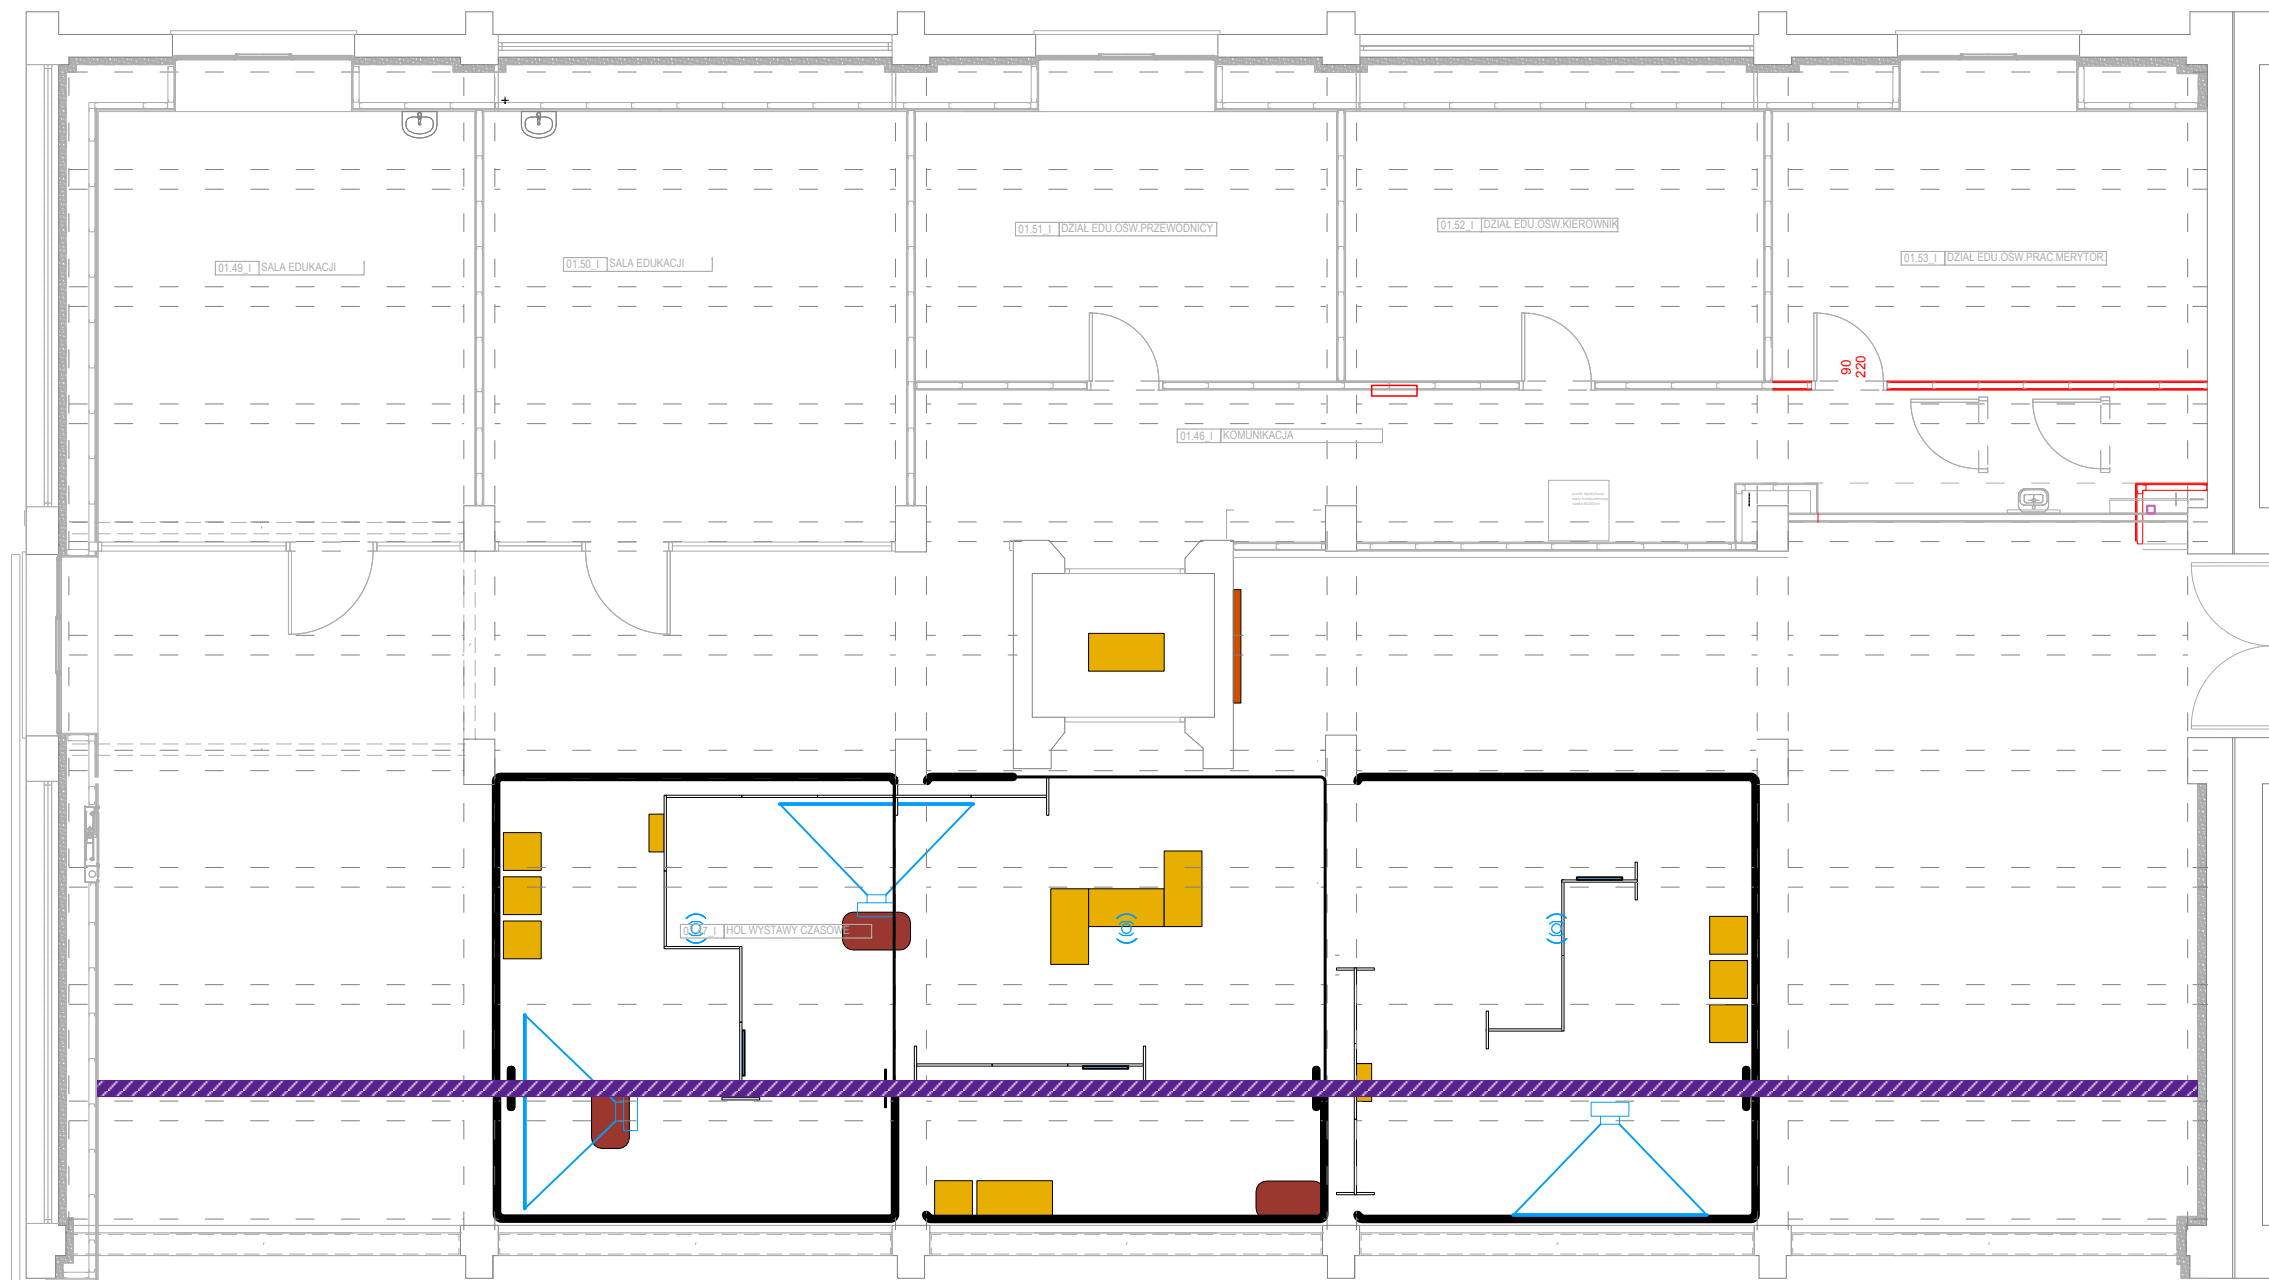 01.51_I DZIAŁ EDU.OŚW.PRZEWODNICY
01.52_I DZIAŁ EDU.OŚW.KIEROWNIK
01.49_I SALA EDUKACJI
01.50_I SALA EDUKACJI
01.53_I DZIAŁ EDU.OŚW.PRAC.MERYTOR.
90
220
01.46_I KOMUNIKACJA
HOL WYSTAWY CZASOWE